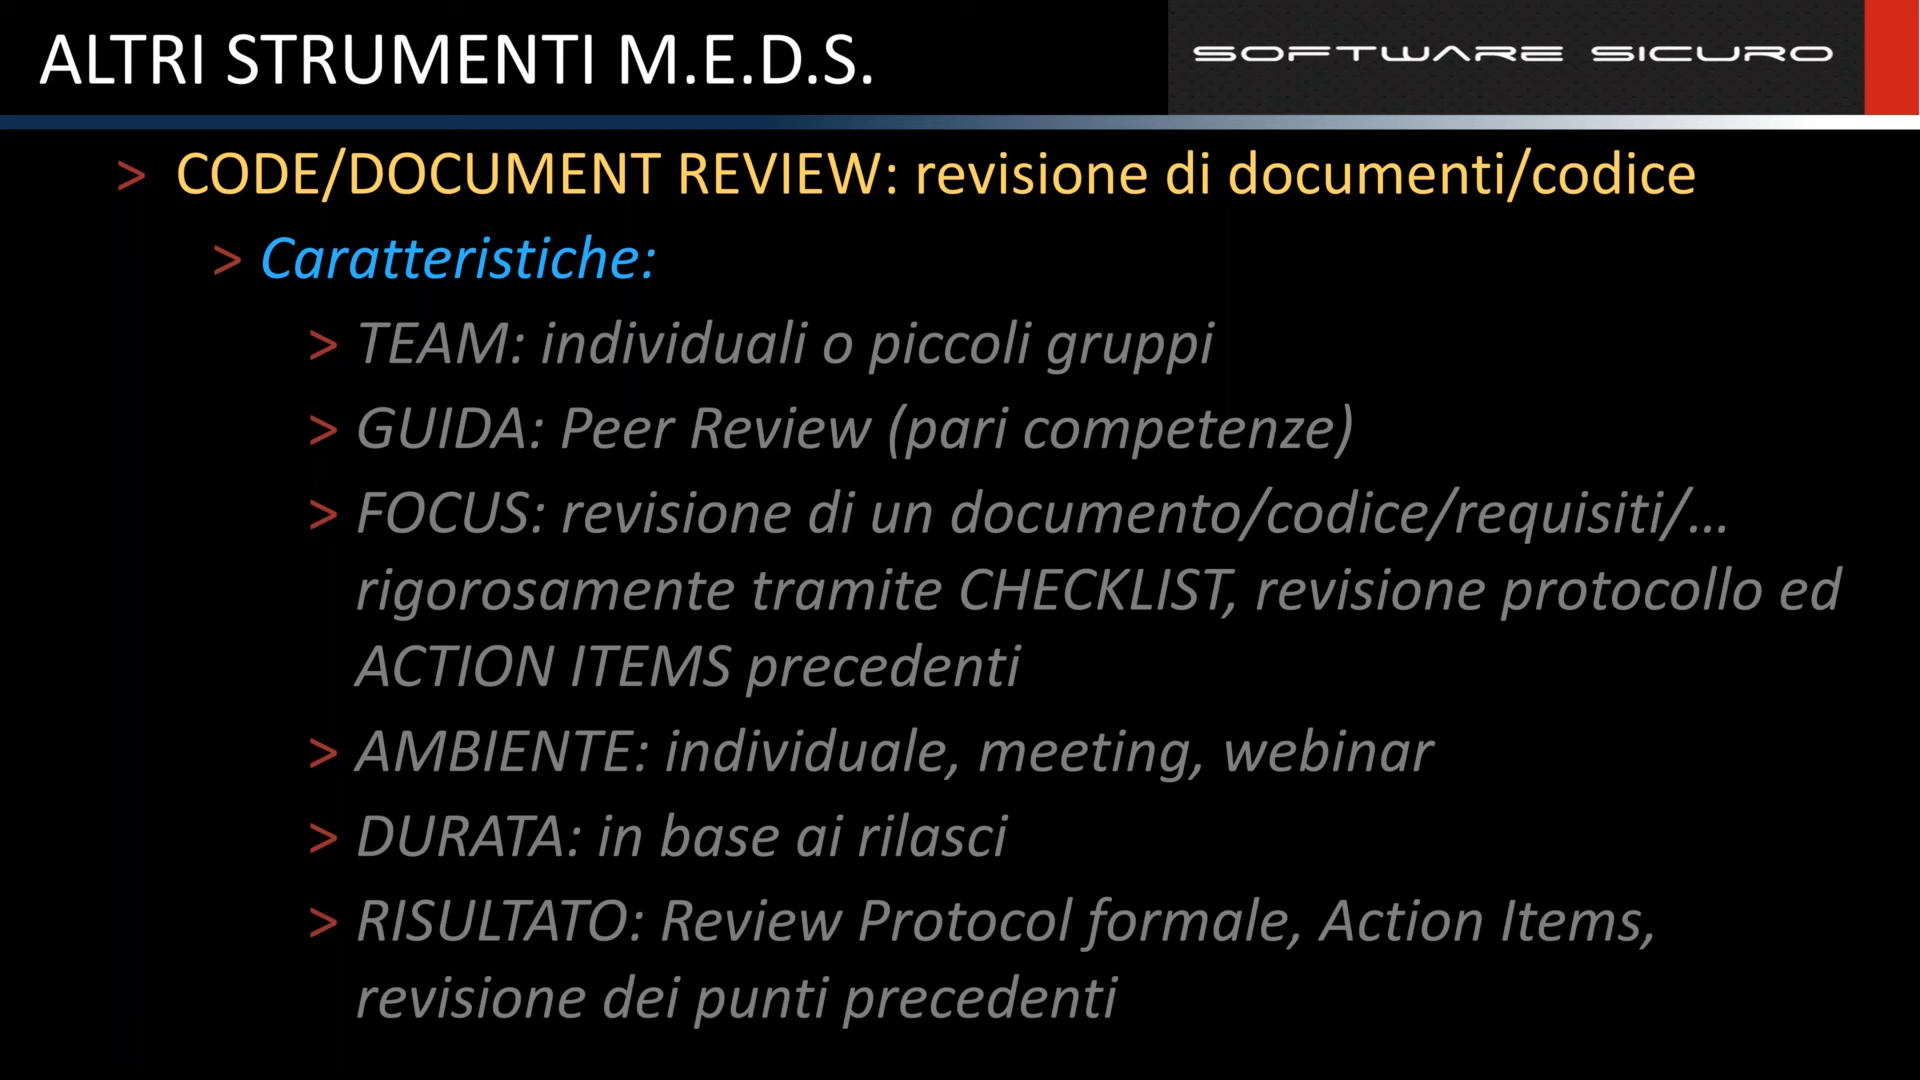 ALTRI STRUMENTI M.E.D.S.
SOFTWARE SICURO
> CODE/DOCUMENT REVIEW: revisione di documenti/codice
> Caratteristiche:
> TEAM: individuali o piccoli gruppi
> GUIDA: Peer Review (pari competenze)
> FOCUS: revisione di un documento/codice/requisiti/...
rigorosamente tramite CHECKLIST, revisione protocollo ed
ACTION ITEMS precedenti
> AMBIENTE: individuale, meeting, webinar
> DURATA: in base ai rilasci
> RISULTATO: Review Protocol formale, Action Items,
revisione dei punti precedenti